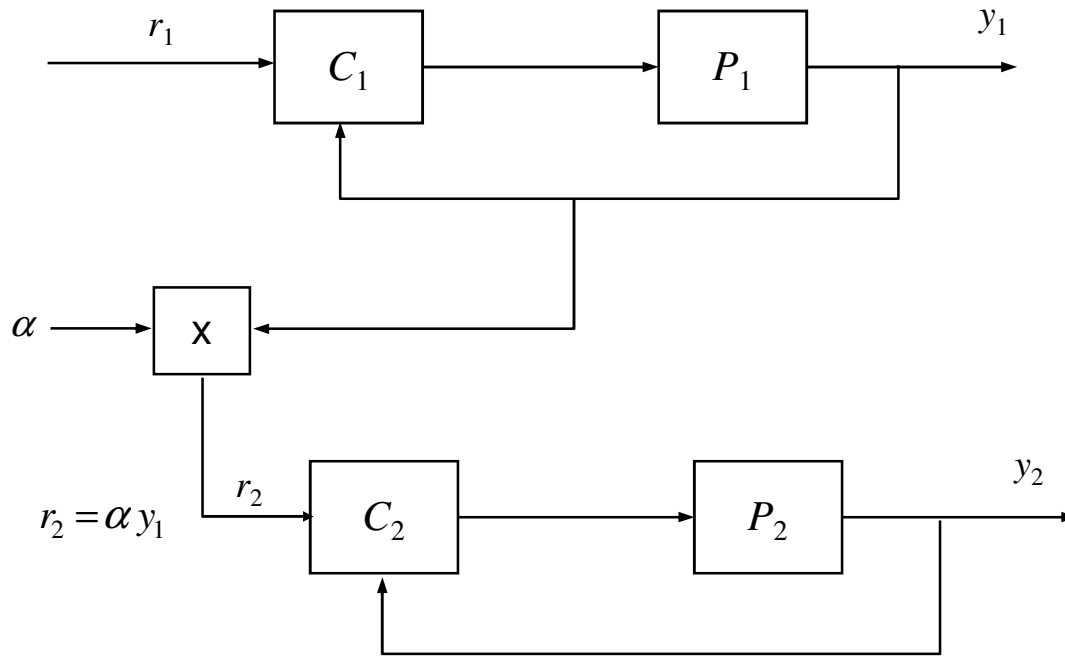 r₁
C₁
P₁
y₁
α
x
r₂ = α y₁
r₂
C₂
P₂
y₂